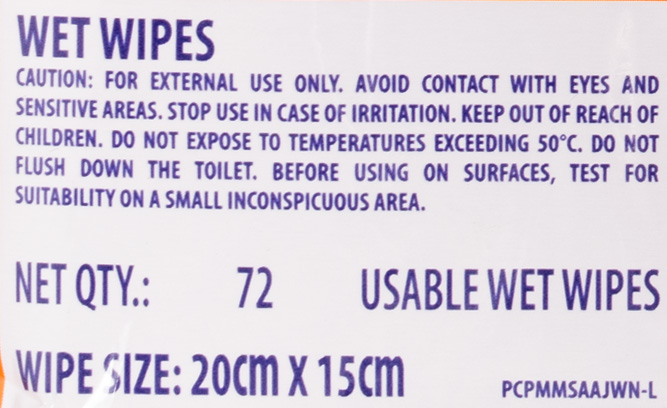 WET WIPES
CAUTION: FOR EXTERNAL USE ONLY. AVOID CONTACT WITH EYES AND
SENSITIVE AREAS. STOP USE IN CASE OF IRRITATION. KEEP OUT OF REACH OF
CHILDREN. DO NOT EXPOSE TO TEMPERATURES EXCEEDING 50°C. DO NOT
FLUSH DOWN THE TOILET. BEFORE USING ON SURFACES, TEST FOR
SUITABILITY ON A SMALL INCONSPICUOUS AREA.
NET QTY.: 72 USABLE WET WIPES
WIPE SIZE: 20cm X 15cm PCPMMSAAJWN-L